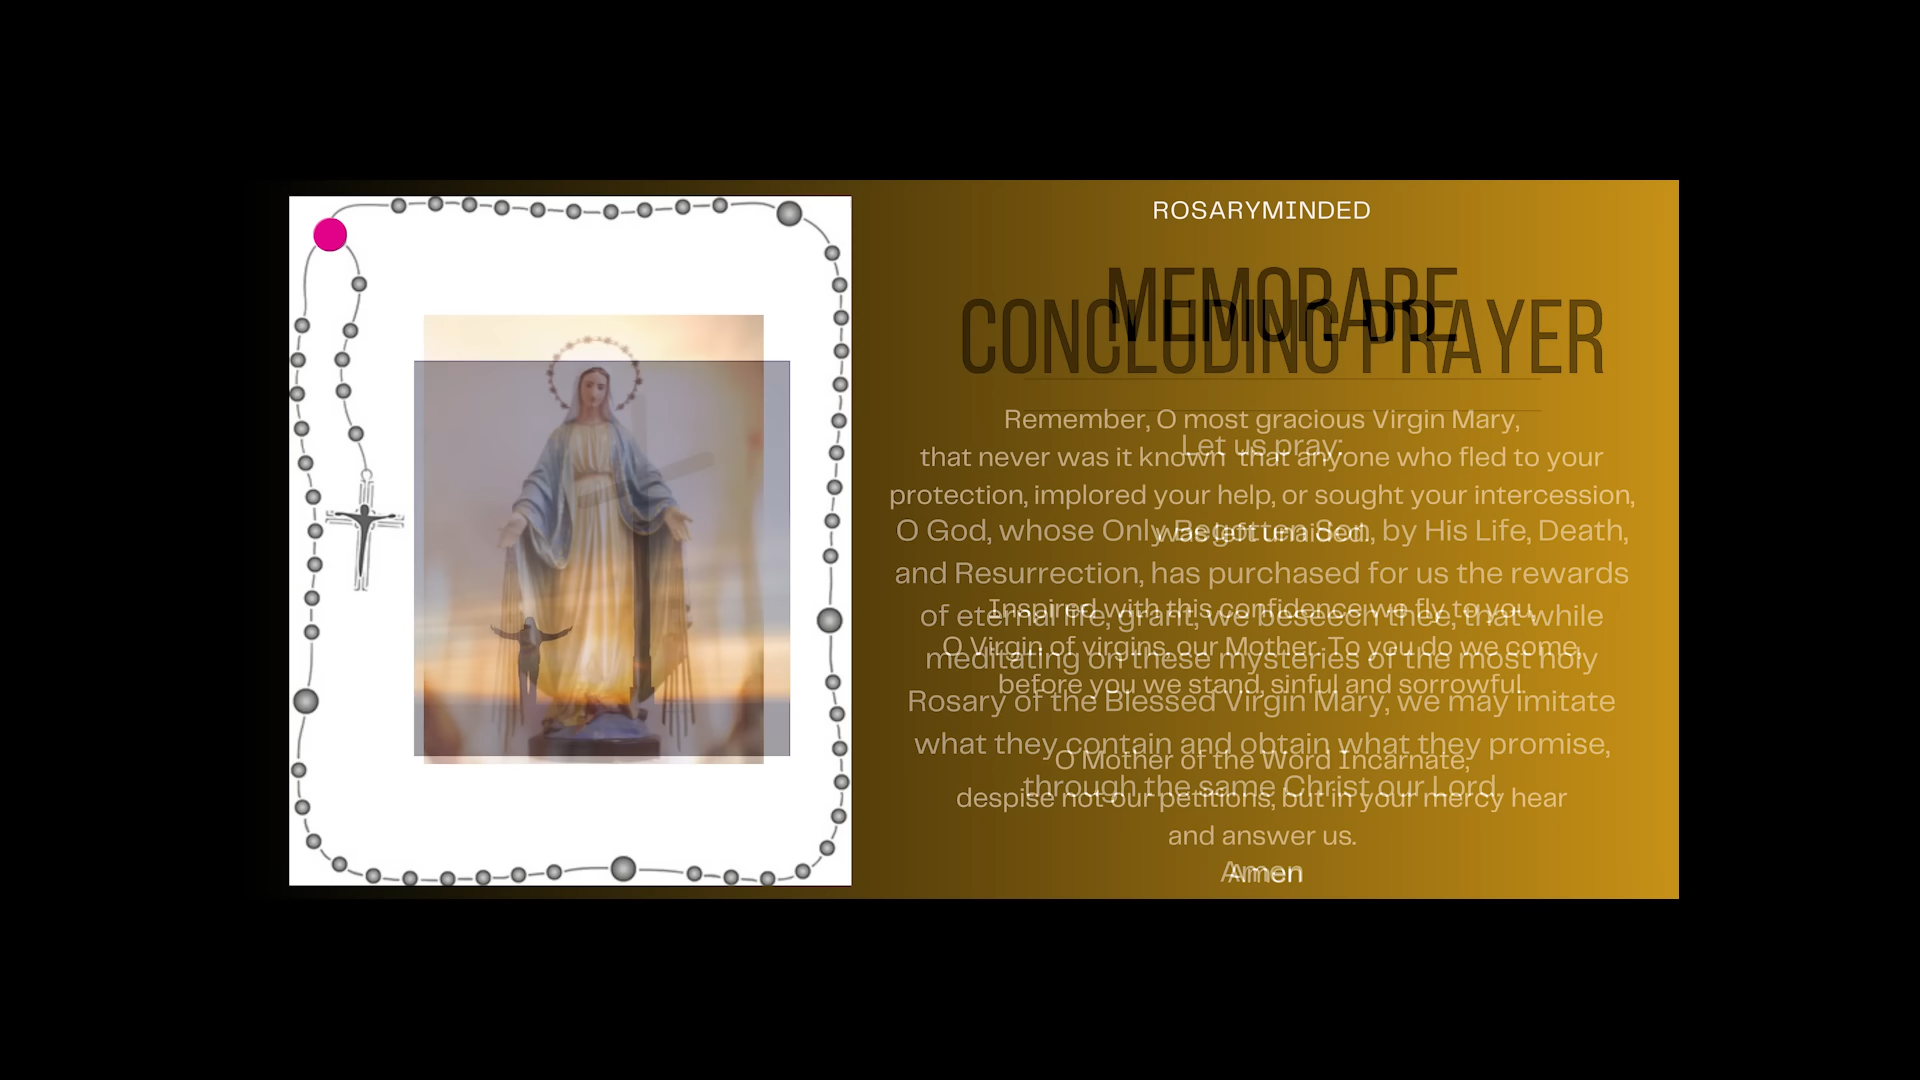 ROSARYMINDED
MEMORARE
CONCLUDING PRAYER
Remember, O most gracious Virgin Mary,
that never was it known that anyone who fled to your
protection, implored your help, or sought your intercession,
was left unaided.
Inspired with this confidence we fly to you,
O Virgin of virgins, our Mother. To you do we come,
before you we stand, sinful and sorrowful.
O Mother of the Word Incarnate,
despise not our petitions, but in your mercy hear
and answer us.
Amen
Let us pray:
O God, whose Only Begotten Son, by His Life, Death,
and Resurrection, has purchased for us the rewards
of eternal life, grant, we beseech thee, that while
meditating on these mysteries of the most holy
Rosary of the Blessed Virgin Mary, we may imitate
what they contain and obtain what they promise,
through the same Christ our Lord.
Amen